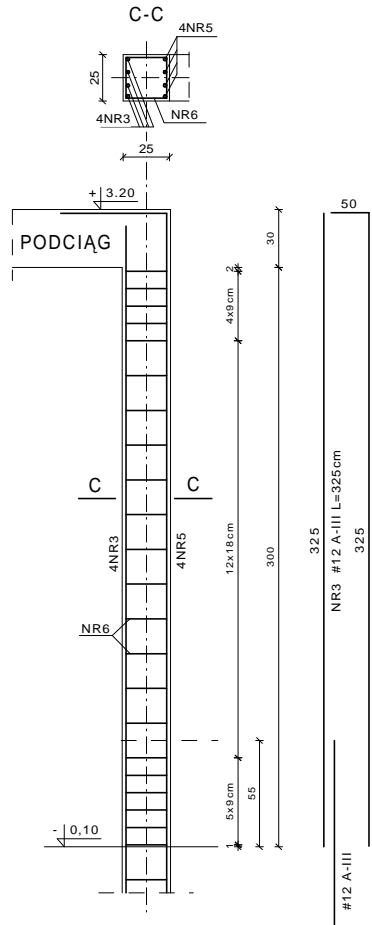 C-C
4NR5
25
4NR3
NR6
25
+ 3.20
50
PODCIĄG
30
2
4x9cm
C
C
4NR3
4NR5
12x18cm
300
325
NR3 #12 A-III L=325cm
325
NR6
5x9cm
55
1
- 0,10
#12 A-III